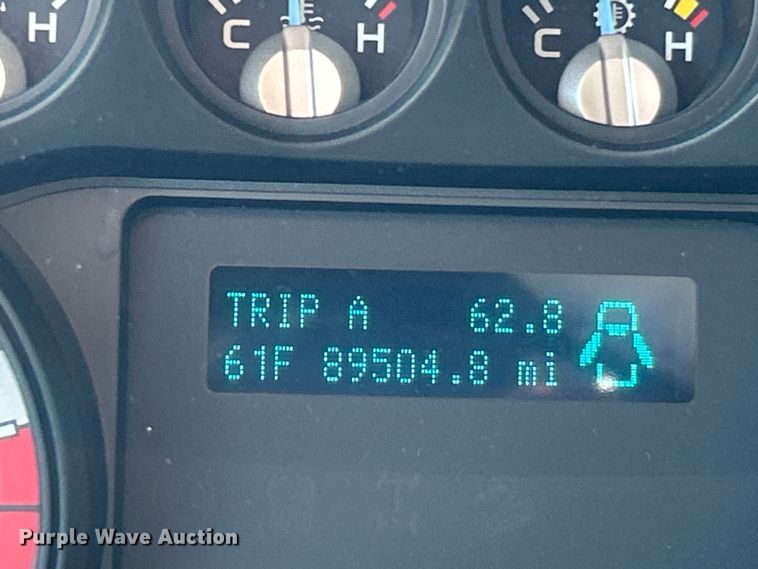 H
C H
C H
TRIP A 62.8
61F 89504.8 mi
Purple Wave Auction